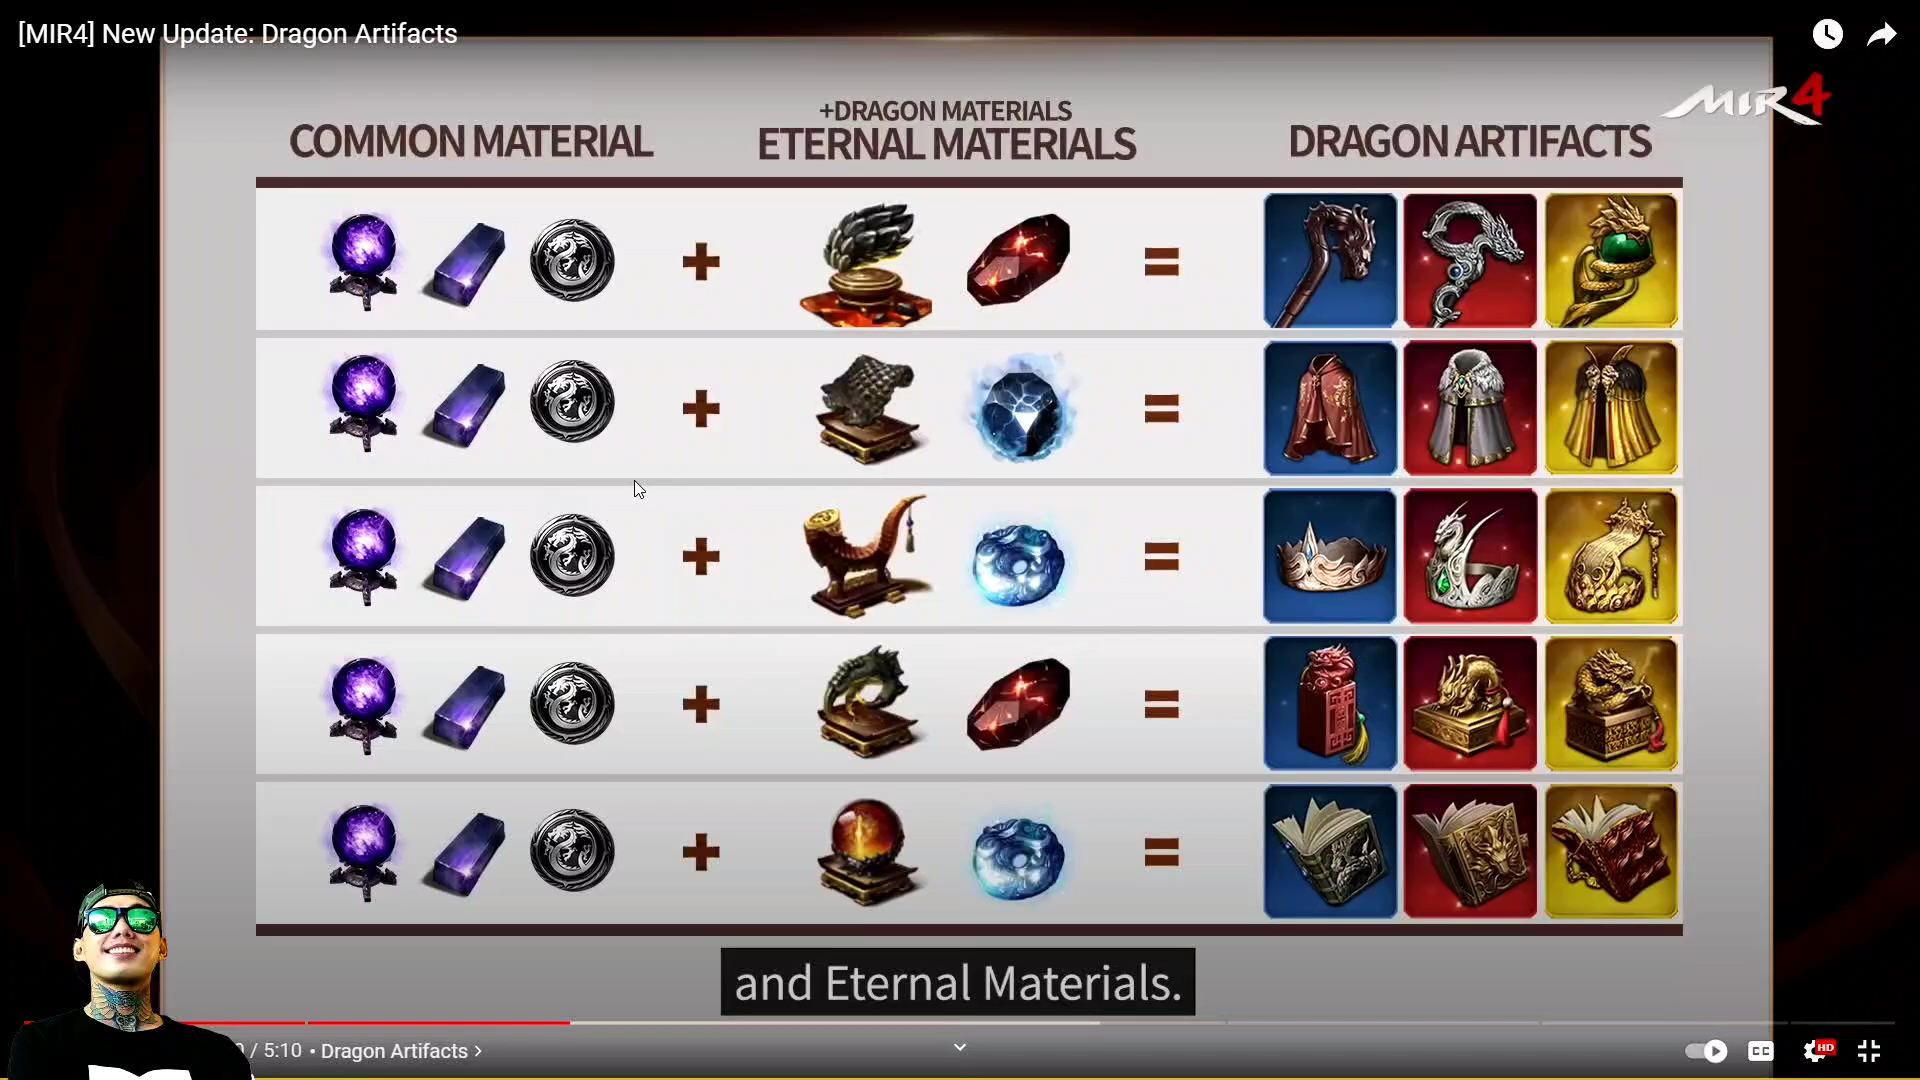 [MIR4] New Update: Dragon Artifacts
MIR4
+DRAGON MATERIALS
COMMON MATERIAL
ETERNAL MATERIALS
DRAGON ARTIFACTS
and Eternal Materials.
/ 5:10 • Dragon Artifacts >
CC
HD